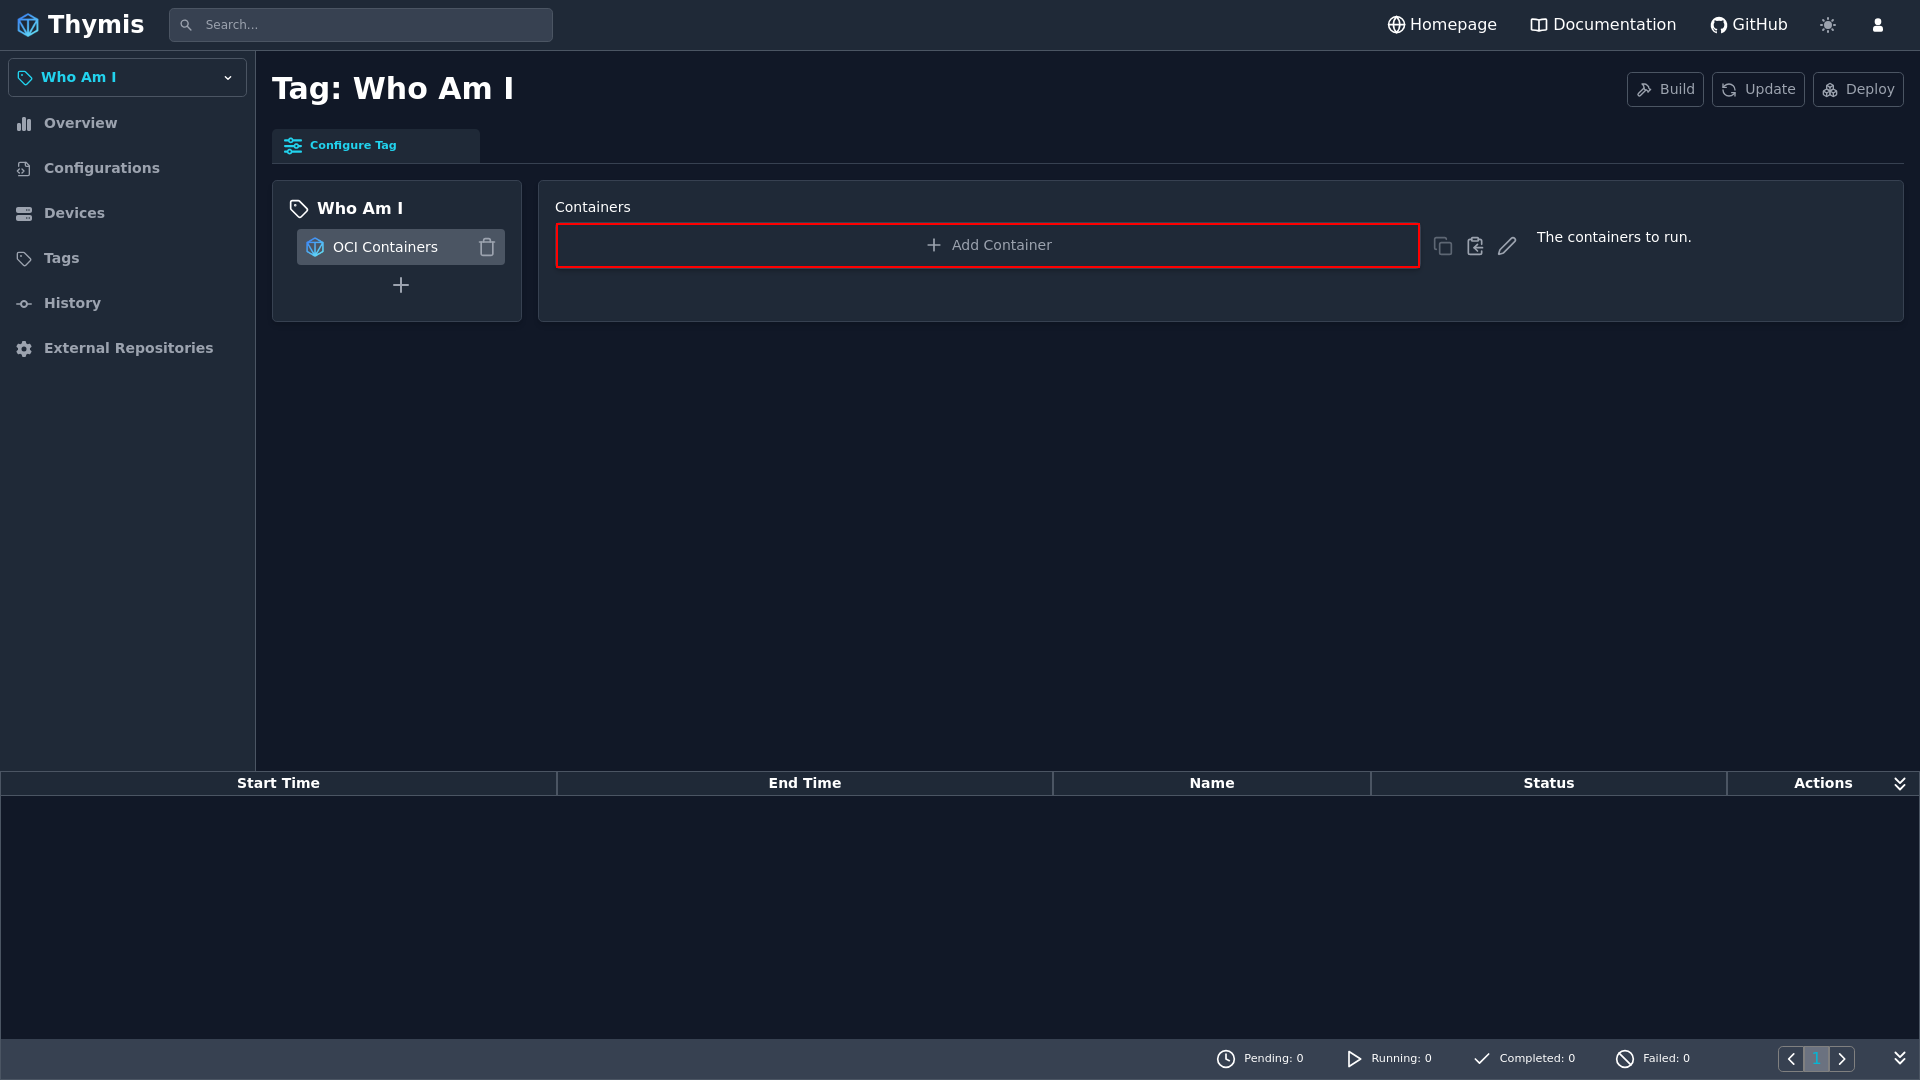 Thymis
Search...
Homepage
Documentation
GitHub
Who Am I
Overview
Configurations
Devices
Tags
History
External Repositories
Tag: Who Am I
Build
Update
Deploy
Configure Tag
Who Am I
OCI Containers
Containers
Add Container
The containers to run.
Start Time
End Time
Name
Status
Actions
Pending: 0
Running: 0
Completed: 0
Failed: 0
1